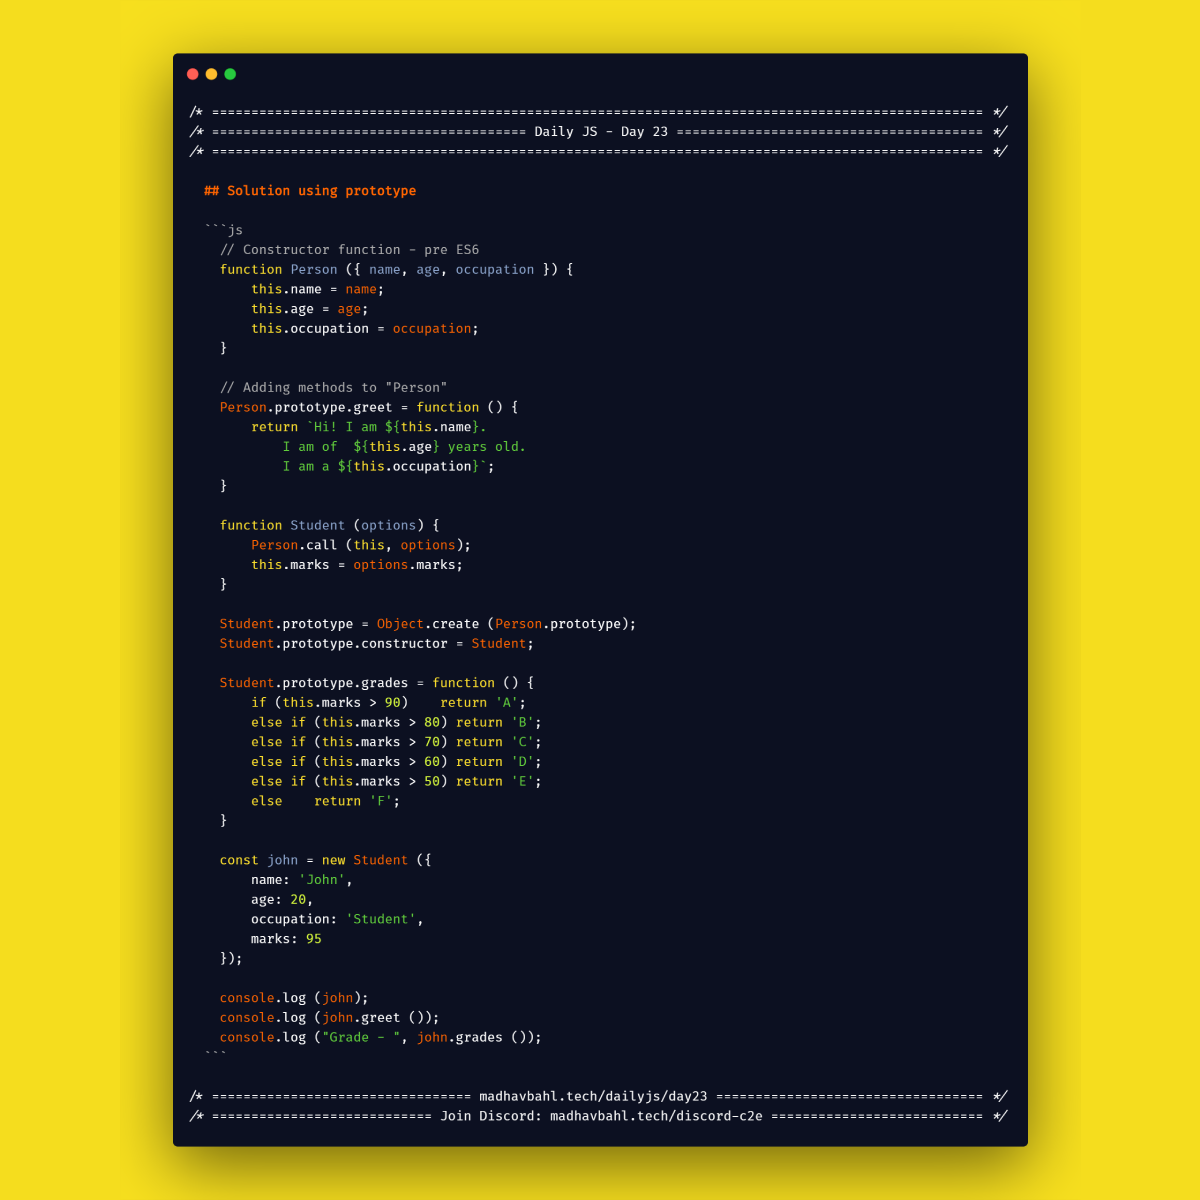 /* ================================================================================================== */
/* ======================================== Daily JS - Day 23 ======================================= */
/* ================================================================================================== */
## Solution using prototype
```js
// Constructor function - pre ES6
function Person ({ name, age, occupation }) {
this.name = name;
this.age = age;
this.occupation = occupation;
}
// Adding methods to "Person"
Person.prototype.greet = function () {
return `Hi! I am ${this.name}.
I am of  ${this.age} years old.
I am a ${this.occupation}`;
}
function Student (options) {
Person.call (this, options);
this.marks = options.marks;
}
Student.prototype = Object.create (Person.prototype);
Student.prototype.constructor = Student;
Student.prototype.grades = function () {
if (this.marks > 90)    return 'A';
else if (this.marks > 80) return 'B';
else if (this.marks > 70) return 'C';
else if (this.marks > 60) return 'D';
else if (this.marks > 50) return 'E';
else    return 'F';
}
const john = new Student ({
name: 'John',
age: 20,
occupation: 'Student',
marks: 95
});
console.log (john);
console.log (john.greet ());
console.log ("Grade - ", john.grades ());
```
/* ================================= madhavbahl.tech/dailyjs/day23 ================================== */
/* ============================ Join Discord: madhavbahl.tech/discord-c2e =========================== */